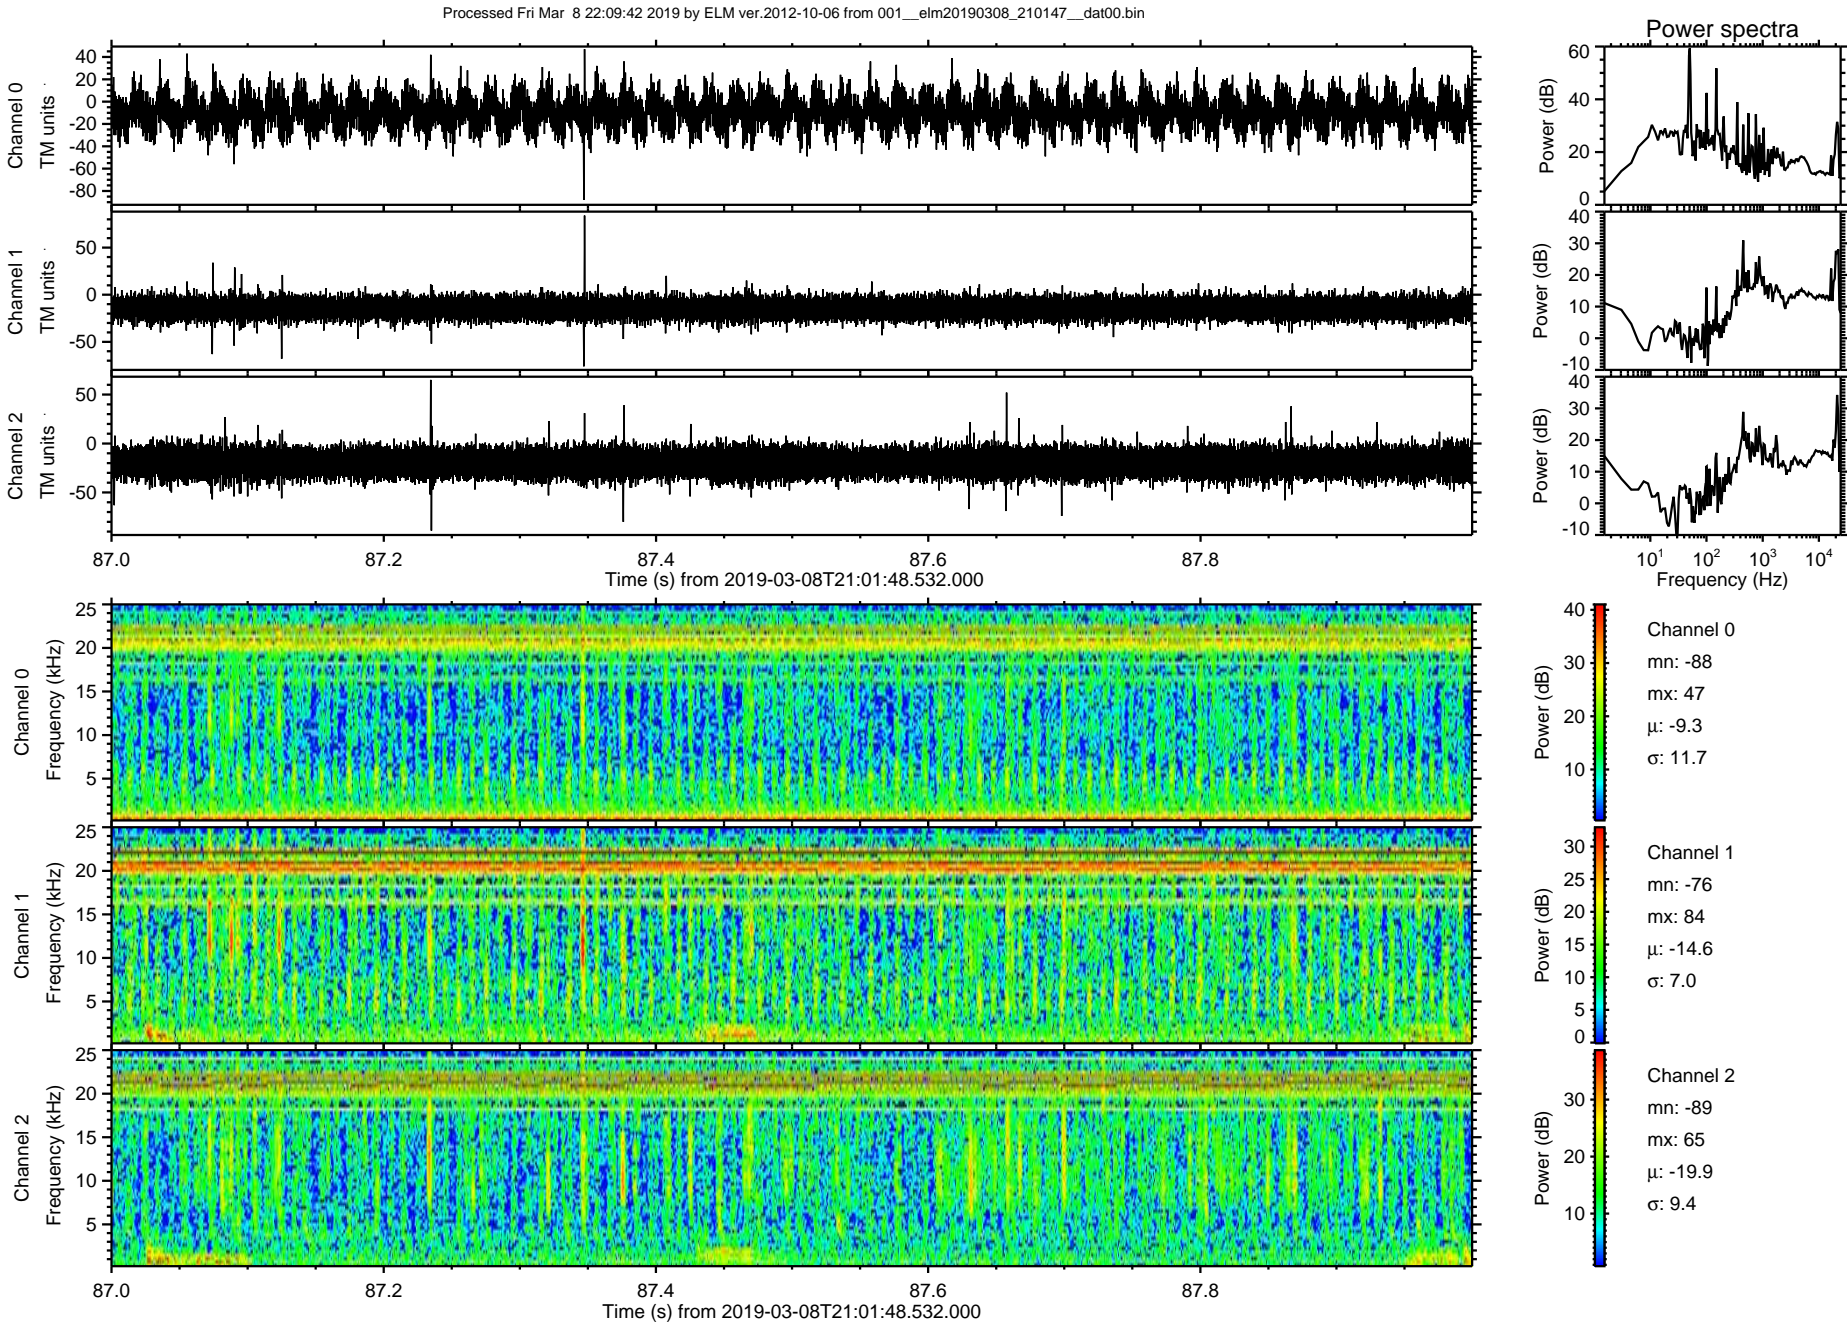 Processed Fri Mar  8 22:09:42 2019 by ELM ver.2012-10-06 from 001__elm20190308_210147__dat00.bin
Power spectra
Channel 0
TM units
40
20
0
-20
-40
-60
-80
Power (dB)
60
40
20
0
Channel 1
TM units
50
0
-50
Power (dB)
40
30
20
10
0
-10
Channel 2
TM units
50
0
-50
Power (dB)
40
30
20
10
0
-10
87.0 87.2 87.4 87.6 87.8
Time (s) from 2019-03-08T21:01:48.532.000
10^1 10^2 10^3 10^4
Frequency (Hz)
Channel 0
Frequency (kHz)
25
20
15
10
5
Power (dB)
40
30
20
10
Channel 0
mn: -88
mx: 47
μ: -9.3
σ: 11.7
Channel 1
Frequency (kHz)
25
20
15
10
5
Power (dB)
30
25
20
15
10
5
0
Channel 1
mn: -76
mx: 84
μ: -14.6
σ: 7.0
Channel 2
Frequency (kHz)
25
20
15
10
5
Power (dB)
30
20
10
Channel 2
mn: -89
mx: 65
μ: -19.9
σ: 9.4
87.0 87.2 87.4 87.6 87.8
Time (s) from 2019-03-08T21:01:48.532.000